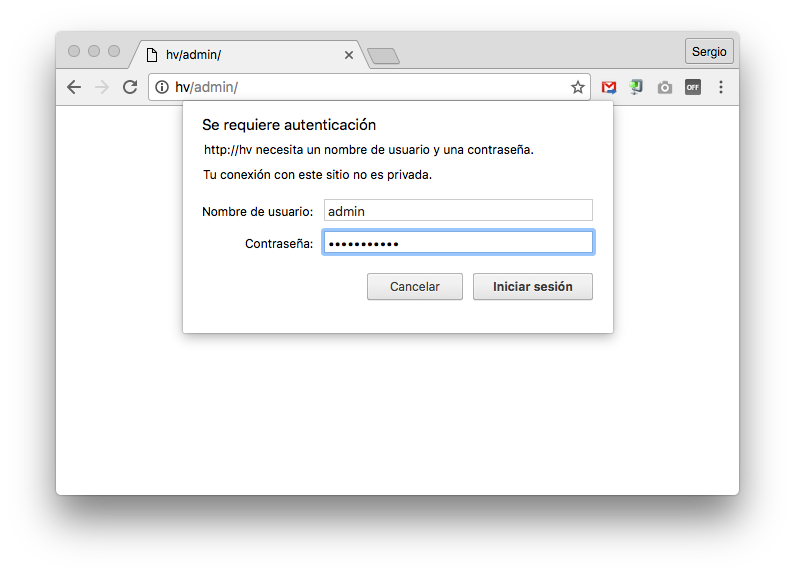 hv/admin/
Sergio
hv/admin/
OFF
Se requiere autenticación
http://hv necesita un nombre de usuario y una contraseña.
Tu conexión con este sitio no es privada.
Nombre de usuario: admin
Contraseña: •••••••••••
Cancelar Iniciar sesión